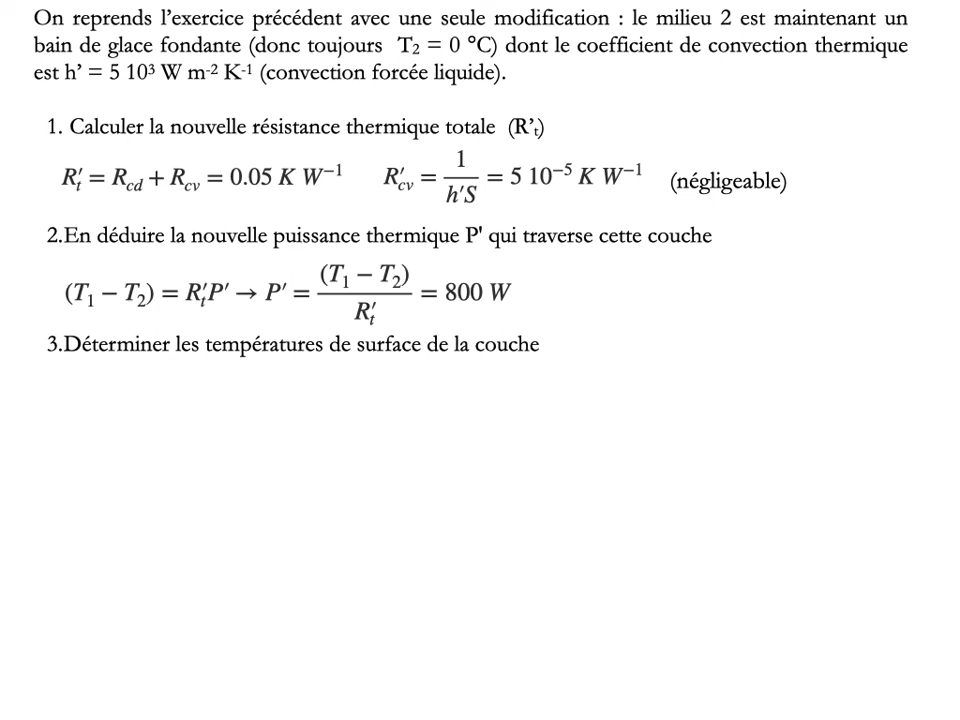 On reprends l’exercice précédent avec une seule modification : le milieu 2 est maintenant un
bain de glace fondante (donc toujours T₂ = 0 °C) dont le coefficient de convection thermique
est h’ = 5 10³ W m⁻² K⁻¹ (convection forcée liquide).
1. Calculer la nouvelle résistance thermique totale (R’ₜ)
R′ₜ = R_cd + R_cv = 0.05 K W⁻¹ R′_cv = 1/(h′S) = 5 10⁻⁵ K W⁻¹ (négligeable)
2.En déduire la nouvelle puissance thermique P' qui traverse cette couche
(T₁ − T₂) = R′ₜP′ → P′ = (T₁ − T₂)/R′ₜ = 800 W
3.Déterminer les températures de surface de la couche